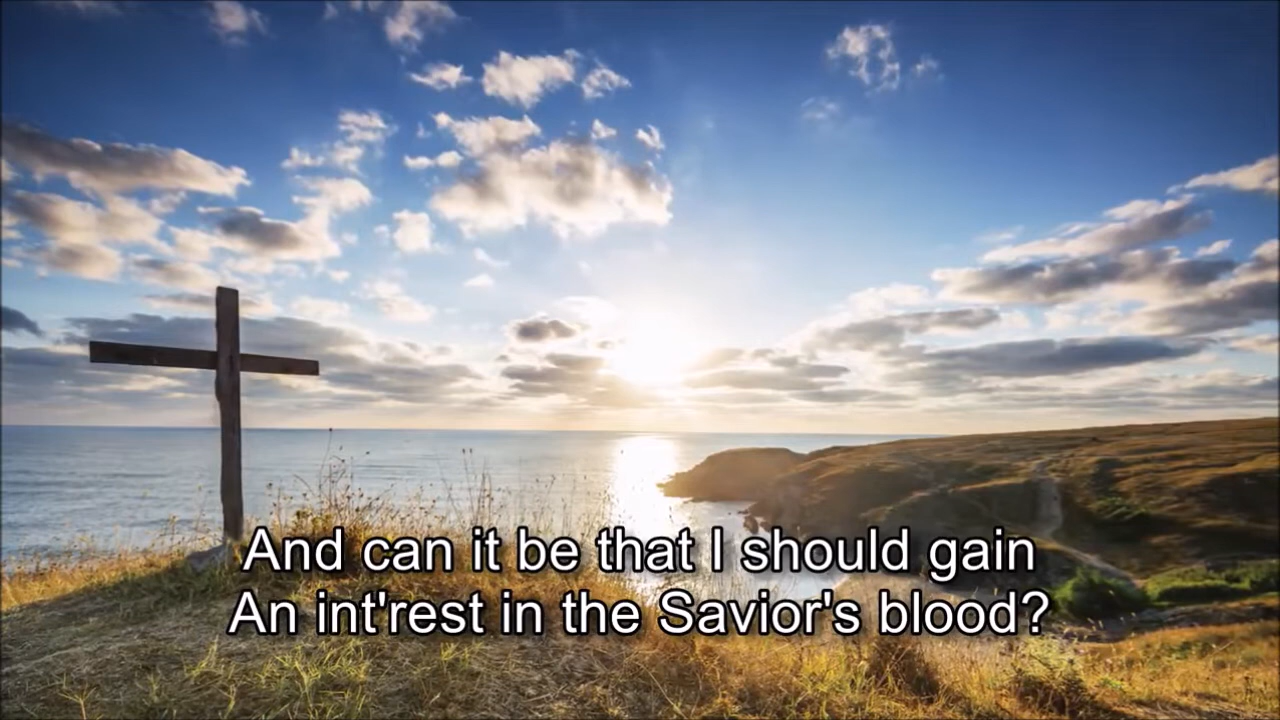 And can it be that I should gain
An int'rest in the Savior's blood?